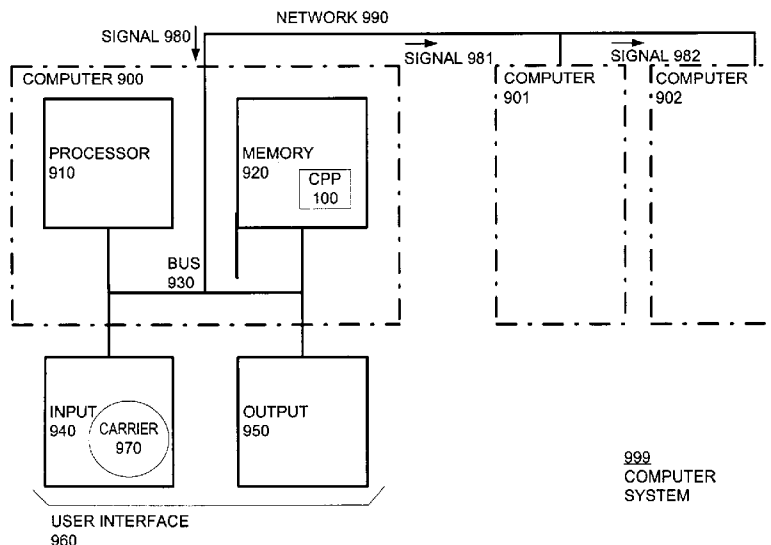 NETWORK 990
SIGNAL 980
SIGNAL 981
SIGNAL 982
COMPUTER 900
COMPUTER
901
COMPUTER
902
PROCESSOR
910
MEMORY
920
CPP
100
BUS
930
INPUT
940
CARRIER
970
OUTPUT
950
999
COMPUTER
SYSTEM
USER INTERFACE
960